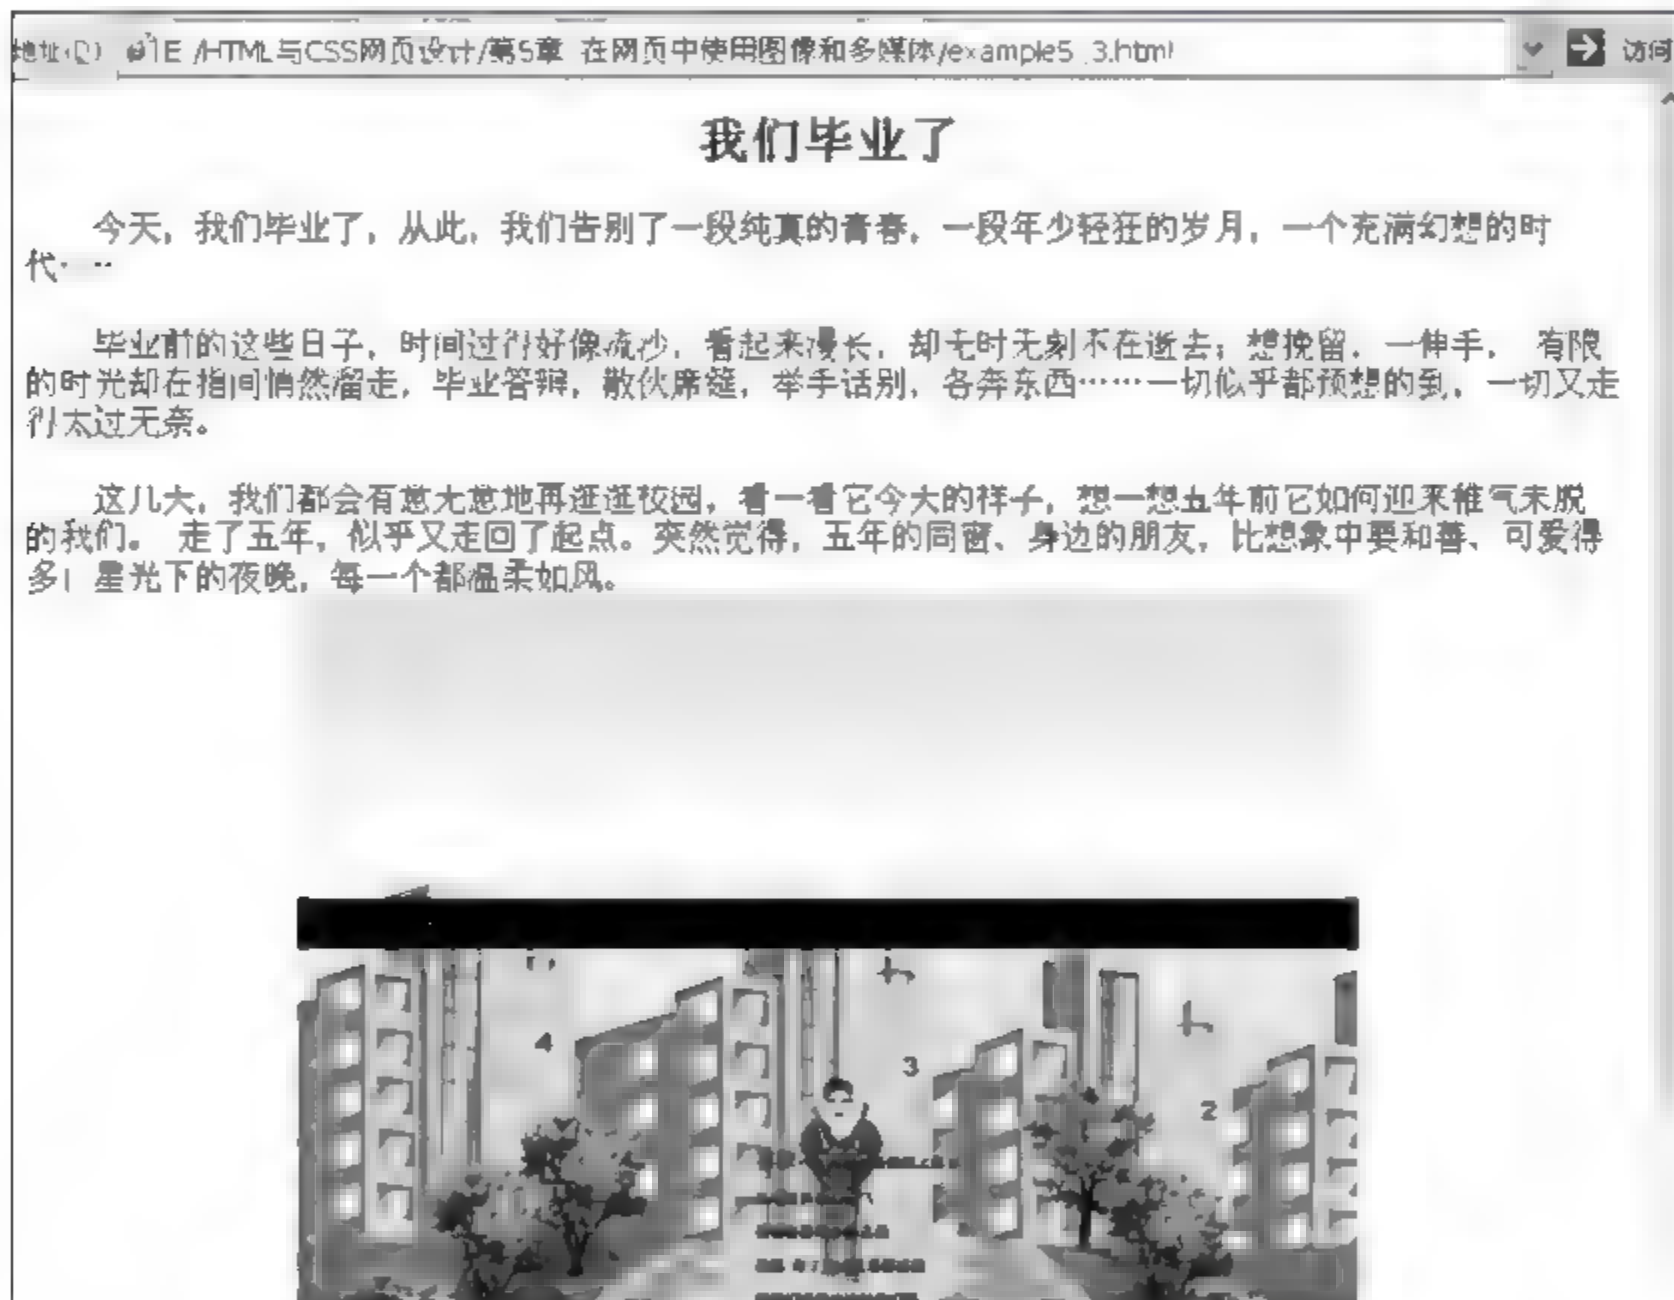 地址(D) E:/HTML与CSS网页设计/第5章 在网页中使用图像和多媒体/example5_3.html 访问
我们毕业了
今天，我们毕业了，从此，我们告别了一段纯真的青春，一段年少轻狂的岁月，一个充满幻想的时
代……
毕业前的这些日子，时间过得好像流沙，看起来漫长，却无时无刻不在逝去；想挽留，一伸手， 有限
的时光却在指间悄然溜走，毕业答辩，散伙席筵，举手话别，各奔东西……一切似乎都预想的到，一切又走
得太过无奈。
这几天，我们都会有意无意地再逛逛校园，看一看它今天的样子，想一想五年前它如何迎来稚气未脱
的我们。 走了五年，似乎又走回了起点。突然觉得，五年的同窗、身边的朋友，比想象中要和善、可爱得
多！星光下的夜晚，每一个都温柔如风。
4
3
2